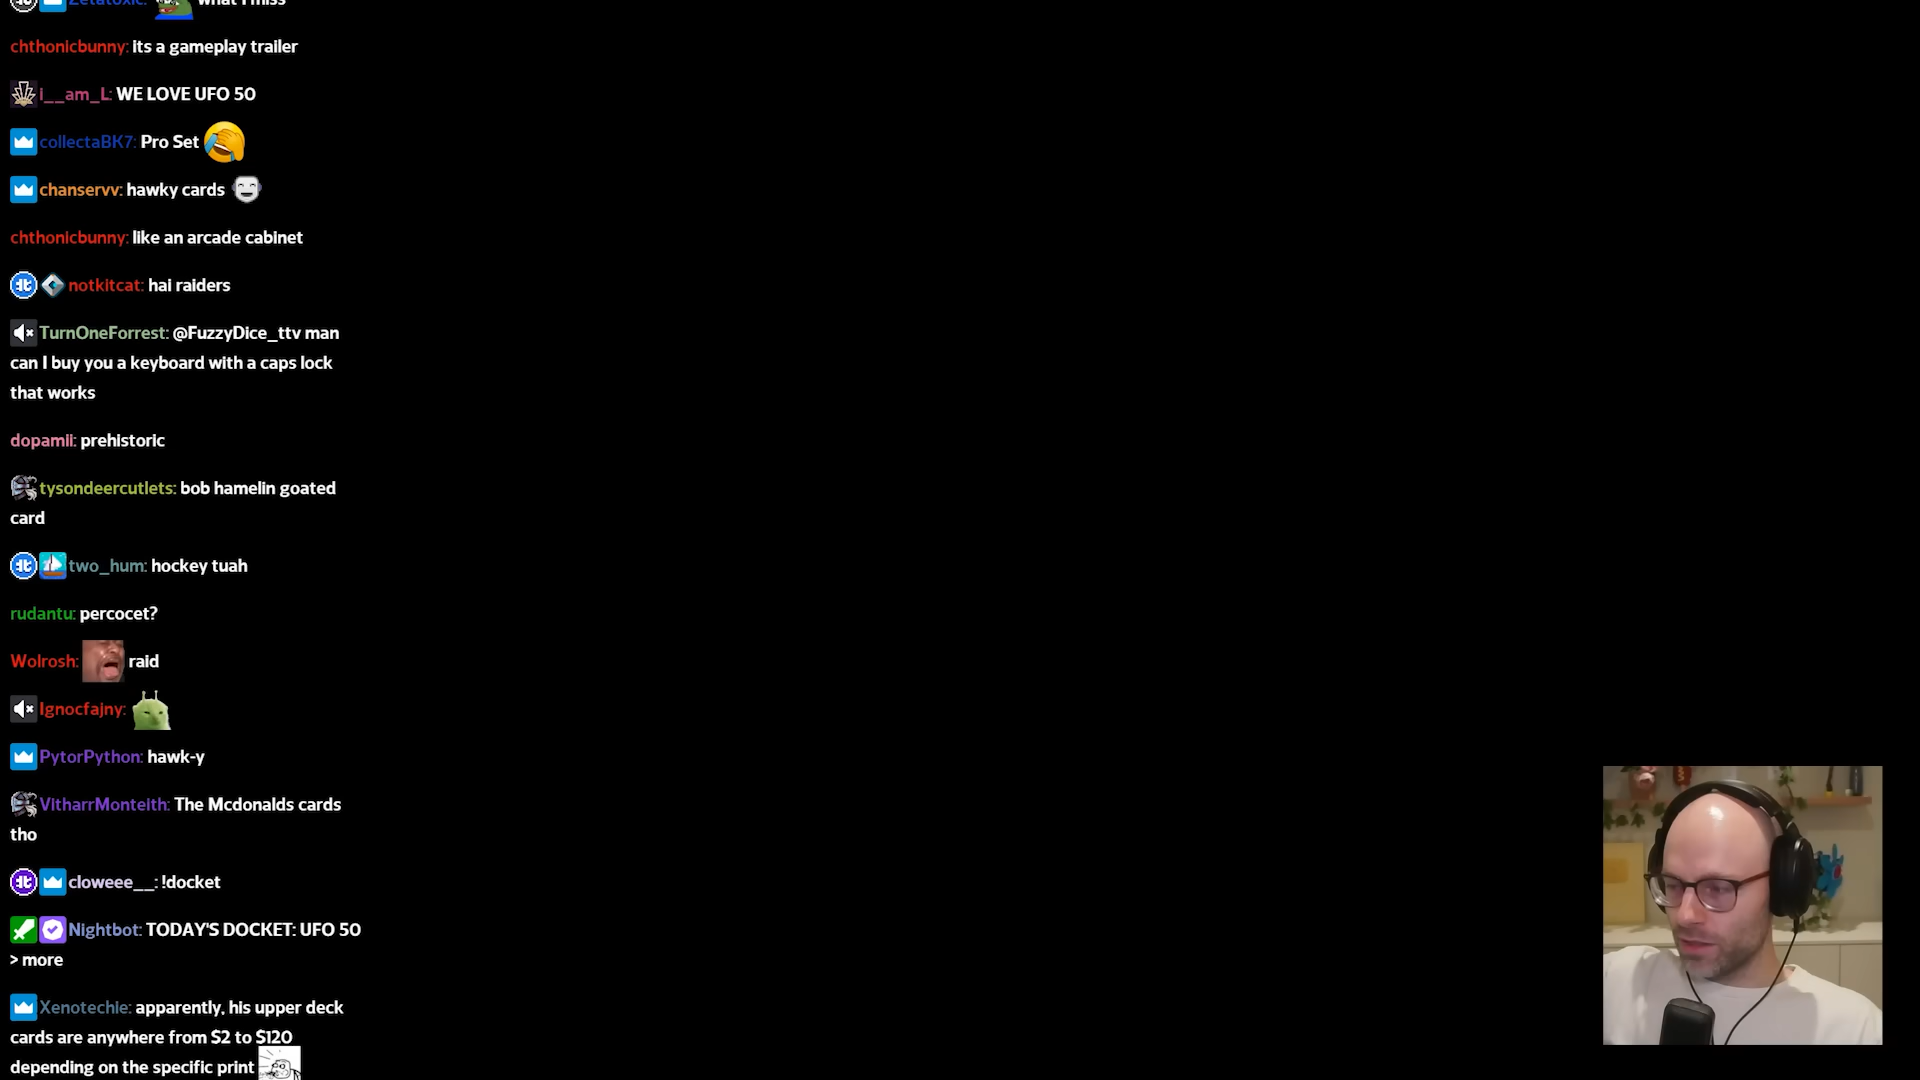 Zetatoxic: what I miss
chthonicbunny: its a gameplay trailer
i__am_L: WE LOVE UFO 50
collectaBK7: Pro Set
chanservv: hawky cards
chthonicbunny: like an arcade cabinet
notkitcat: hai raiders
TurnOneForrest: @FuzzyDice_ttv man
can I buy you a keyboard with a caps lock
that works
dopamii: prehistoric
tysondeercutlets: bob hamelin goated
card
two_hum: hockey tuah
rudantu: percocet?
Wolrosh: raid
Ignocfajny:
PytorPython: hawk-y
VitharrMonteith: The Mcdonalds cards
tho
cloweee__: !docket
Nightbot: TODAY'S DOCKET: UFO 50
> more
Xenotechie: apparently, his upper deck
cards are anywhere from $2 to $120
depending on the specific print